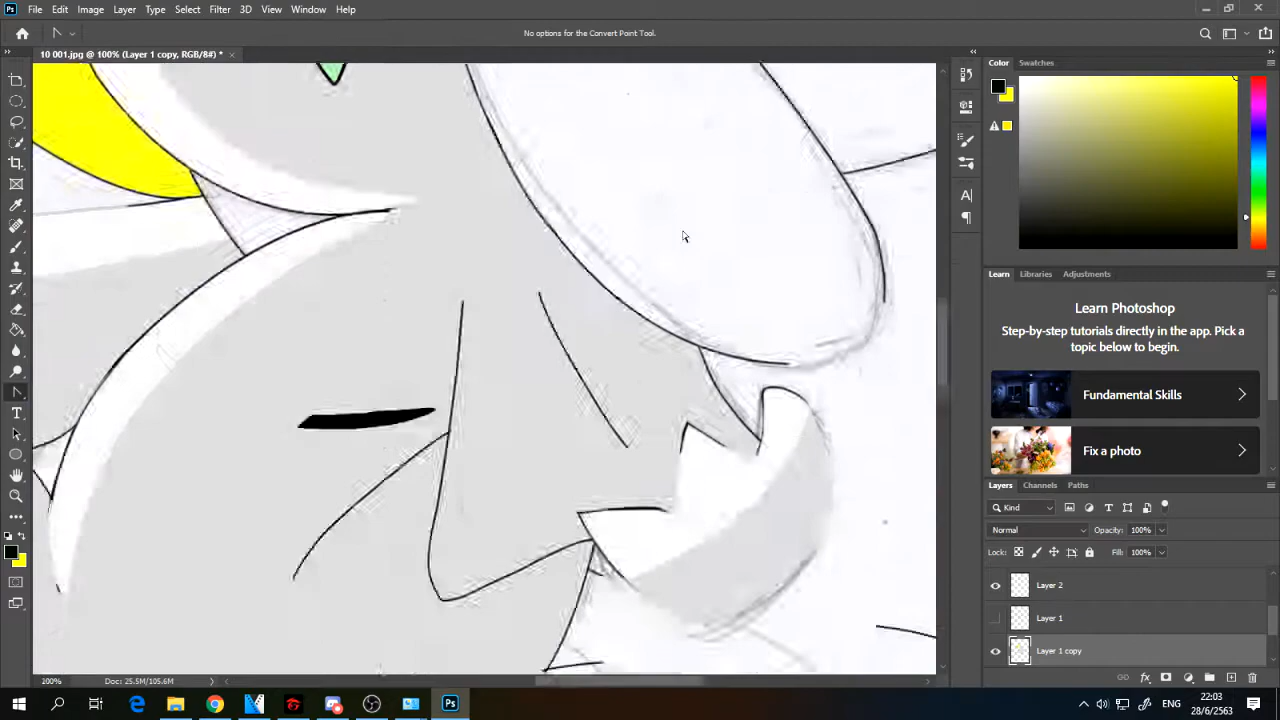 Ps File Edit Image Layer Type Select Filter 3D View Window Help
No options for the Convert Point Tool.
10 001.jpg @ 100% (Layer 1 copy, RGB/8#) *
Color Swatches
Learn Libraries Adjustments
Learn Photoshop
Step-by-step tutorials directly in the app. Pick a
topic below to begin.
Fundamental Skills
Fix a photo
Layers Channels Paths
Kind
Normal Opacity: 100%
Lock: Fill: 100%
Layer 2
Layer 1
Layer 1 copy
200% Doc: 25.5M/105.6M
Ps ENG 22:03
28/6/2563